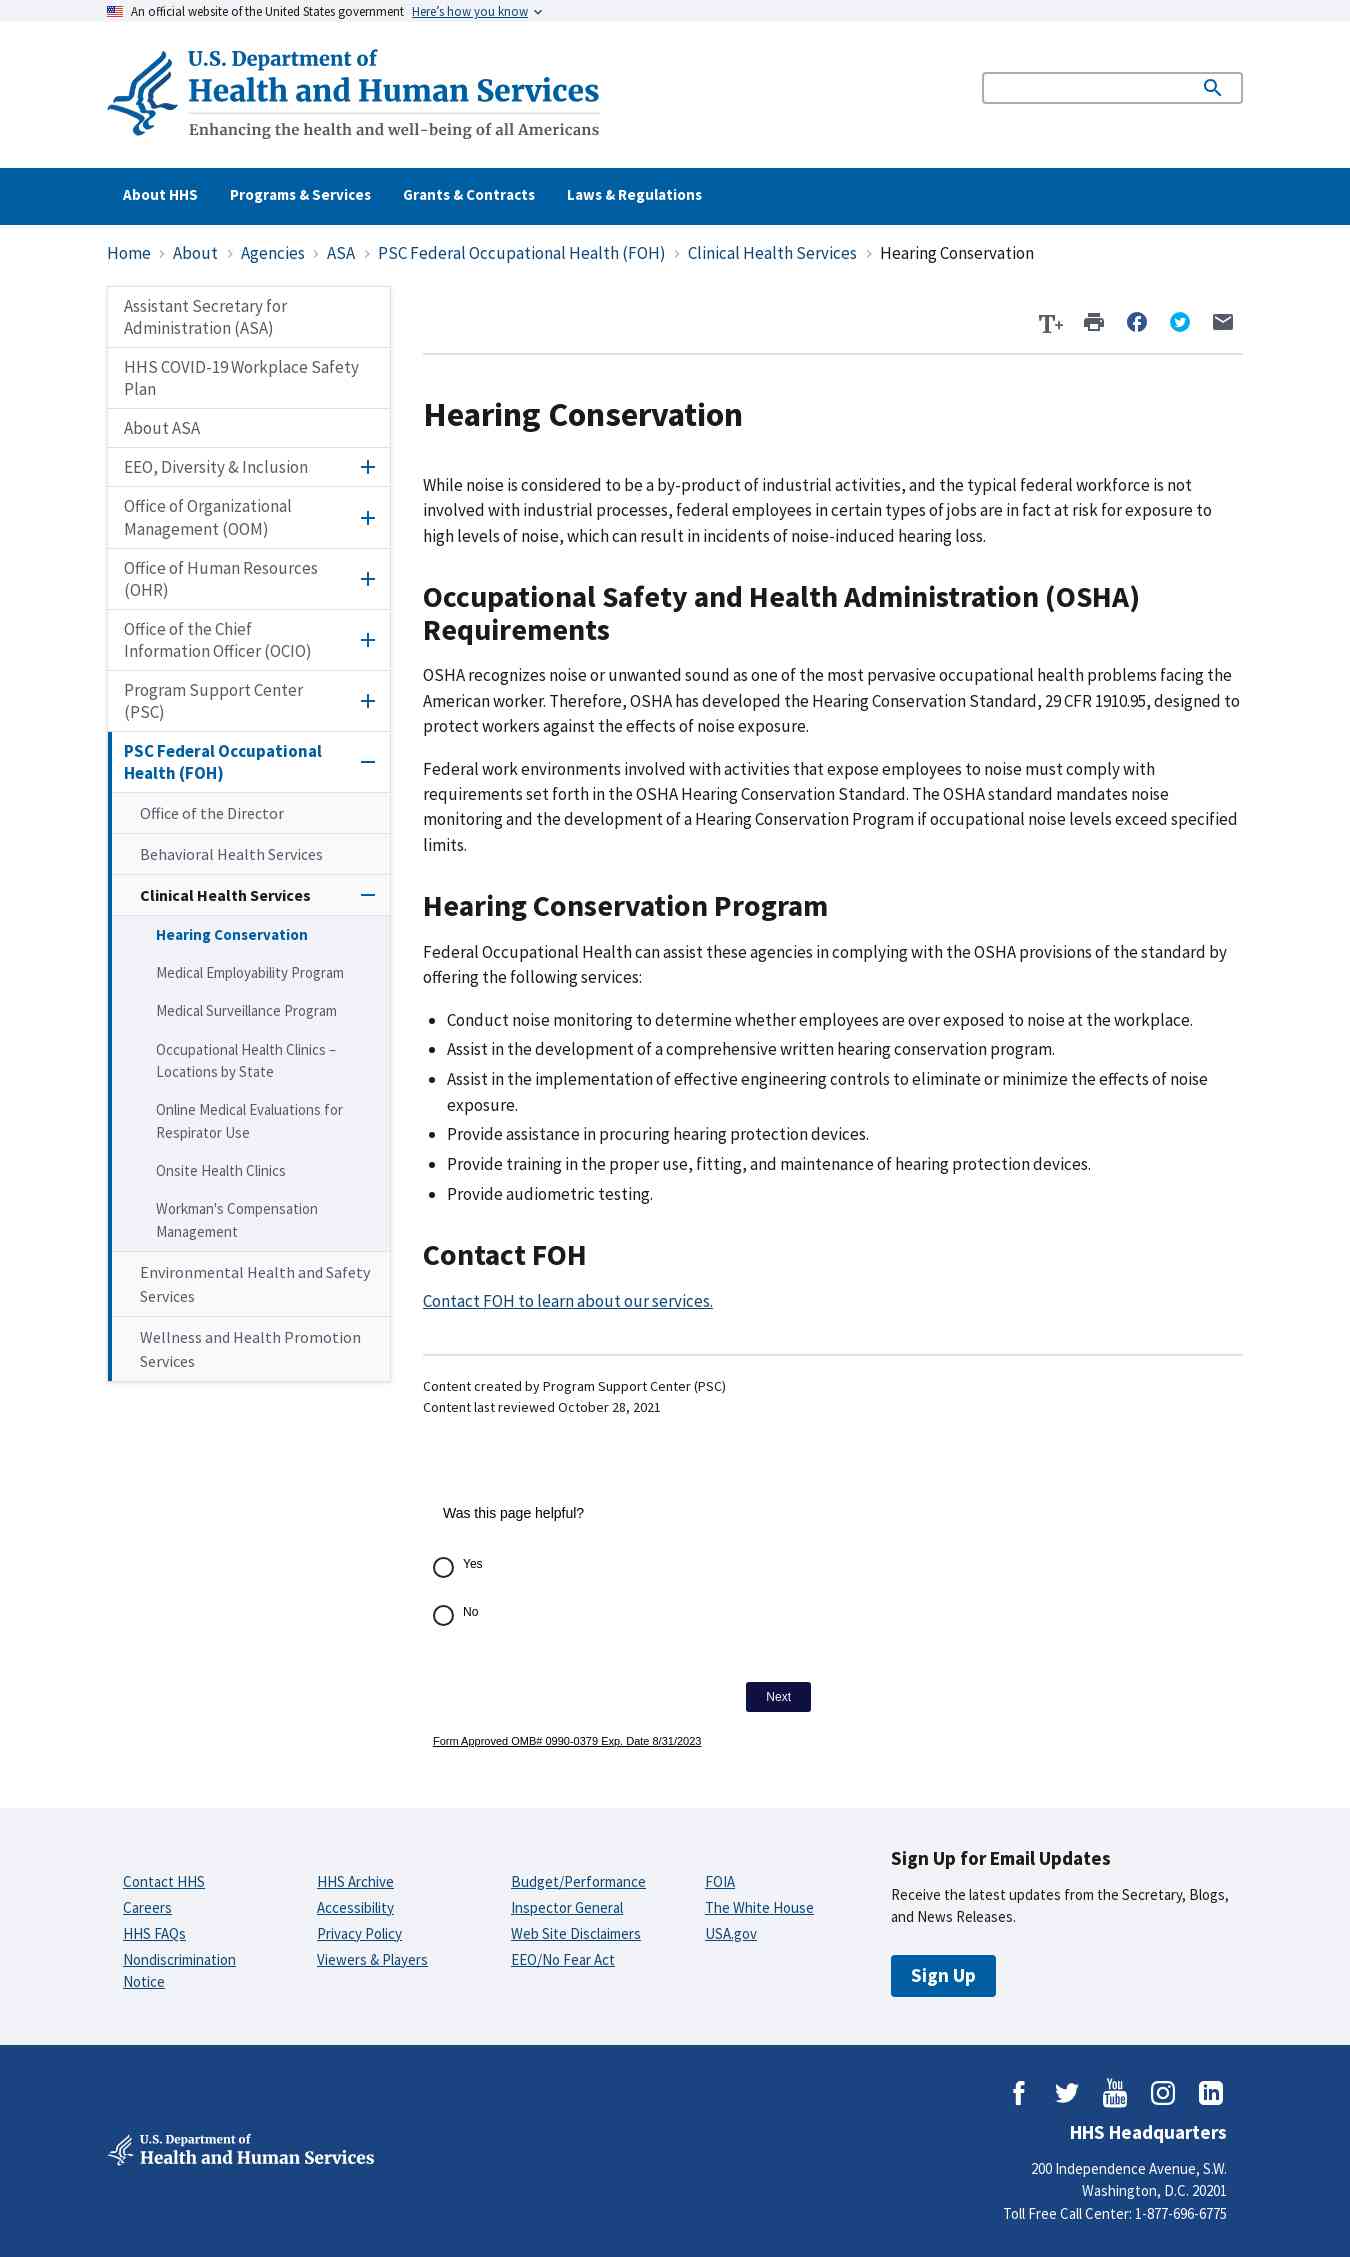 An official website of the United States government Here's how you know
U.S. Department of
Health and Human Services
Enhancing the health and well-being of all Americans
About HHS Programs & Services Grants & Contracts Laws & Regulations
Home › About › Agencies › ASA › PSC Federal Occupational Health (FOH) › Clinical Health Services › Hearing Conservation
Assistant Secretary for
Administration (ASA)
HHS COVID-19 Workplace Safety
Plan
About ASA
EEO, Diversity & Inclusion
Office of Organizational
Management (OOM)
Office of Human Resources
(OHR)
Office of the Chief
Information Officer (OCIO)
Program Support Center
(PSC)
PSC Federal Occupational
Health (FOH)
Office of the Director
Behavioral Health Services
Clinical Health Services
Hearing Conservation
Medical Employability Program
Medical Surveillance Program
Occupational Health Clinics –
Locations by State
Online Medical Evaluations for
Respirator Use
Onsite Health Clinics
Workman's Compensation
Management
Environmental Health and Safety
Services
Wellness and Health Promotion
Services
T+
Hearing Conservation
While noise is considered to be a by-product of industrial activities, and the typical federal workforce is not
involved with industrial processes, federal employees in certain types of jobs are in fact at risk for exposure to
high levels of noise, which can result in incidents of noise-induced hearing loss.
Occupational Safety and Health Administration (OSHA)
Requirements
OSHA recognizes noise or unwanted sound as one of the most pervasive occupational health problems facing the
American worker. Therefore, OSHA has developed the Hearing Conservation Standard, 29 CFR 1910.95, designed to
protect workers against the effects of noise exposure.
Federal work environments involved with activities that expose employees to noise must comply with
requirements set forth in the OSHA Hearing Conservation Standard. The OSHA standard mandates noise
monitoring and the development of a Hearing Conservation Program if occupational noise levels exceed specified
limits.
Hearing Conservation Program
Federal Occupational Health can assist these agencies in complying with the OSHA provisions of the standard by
offering the following services:
• Conduct noise monitoring to determine whether employees are over exposed to noise at the workplace.
• Assist in the development of a comprehensive written hearing conservation program.
• Assist in the implementation of effective engineering controls to eliminate or minimize the effects of noise
exposure.
• Provide assistance in procuring hearing protection devices.
• Provide training in the proper use, fitting, and maintenance of hearing protection devices.
• Provide audiometric testing.
Contact FOH
Contact FOH to learn about our services.
Content created by Program Support Center (PSC)
Content last reviewed October 28, 2021
Was this page helpful?
Yes
No
Next
Form Approved OMB# 0990-0379 Exp. Date 8/31/2023
Contact HHS
Careers
HHS FAQs
Nondiscrimination
Notice
HHS Archive
Accessibility
Privacy Policy
Viewers & Players
Budget/Performance
Inspector General
Web Site Disclaimers
EEO/No Fear Act
FOIA
The White House
USA.gov
Sign Up for Email Updates
Receive the latest updates from the Secretary, Blogs,
and News Releases.
Sign Up
You
Tube
U.S. Department of
Health and Human Services
HHS Headquarters
200 Independence Avenue, S.W.
Washington, D.C. 20201
Toll Free Call Center: 1-877-696-6775